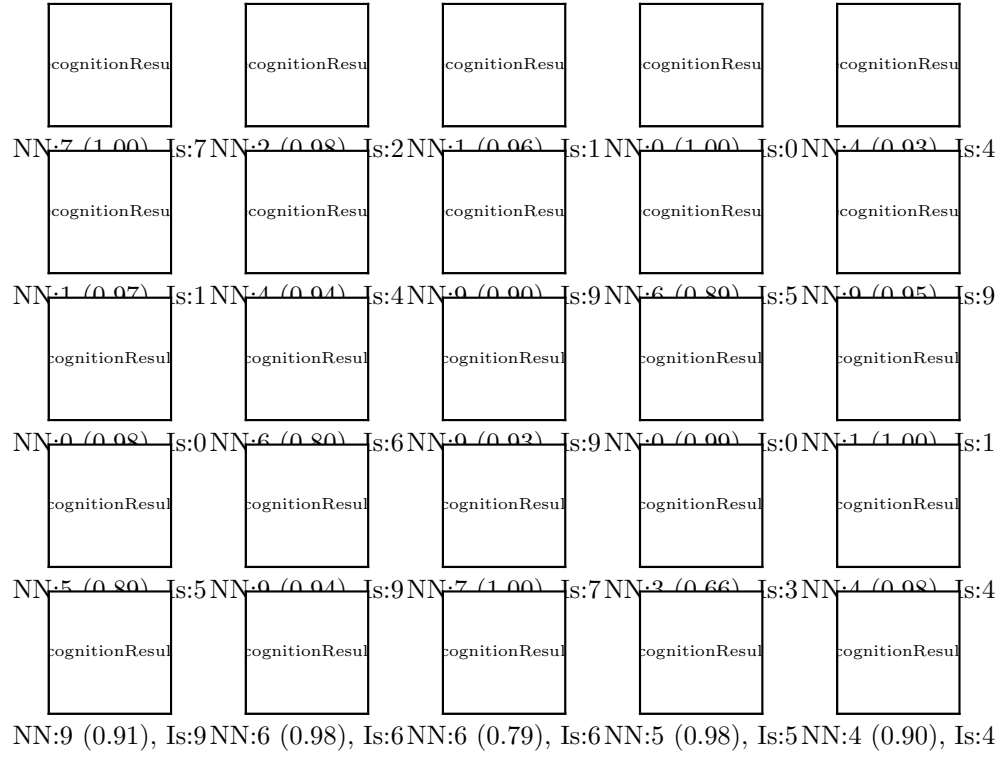 cognitionResu cognitionResu cognitionResu cognitionResu cognitionResu
NN:7 (1.00), Is:7 NN:2 (0.98), Is:2 NN:1 (0.96), Is:1 NN:0 (1.00), Is:0 NN:4 (0.93), Is:4
cognitionResu cognitionResu cognitionResu cognitionResu cognitionResu
NN:1 (0.97), Is:1 NN:4 (0.94), Is:4 NN:9 (0.90), Is:9 NN:6 (0.89), Is:5 NN:9 (0.95), Is:9
cognitionResul cognitionResul cognitionResul cognitionResul cognitionResul
NN:0 (0.98), Is:0 NN:6 (0.80), Is:6 NN:9 (0.93), Is:9 NN:0 (0.99), Is:0 NN:1 (1.00), Is:1
cognitionResul cognitionResul cognitionResul cognitionResul cognitionResul
NN:5 (0.89), Is:5 NN:9 (0.94), Is:9 NN:7 (1.00), Is:7 NN:3 (0.66), Is:3 NN:4 (0.98), Is:4
cognitionResul cognitionResul cognitionResul cognitionResul cognitionResul
NN:9 (0.91), Is:9 NN:6 (0.98), Is:6 NN:6 (0.79), Is:6 NN:5 (0.98), Is:5 NN:4 (0.90), Is:4